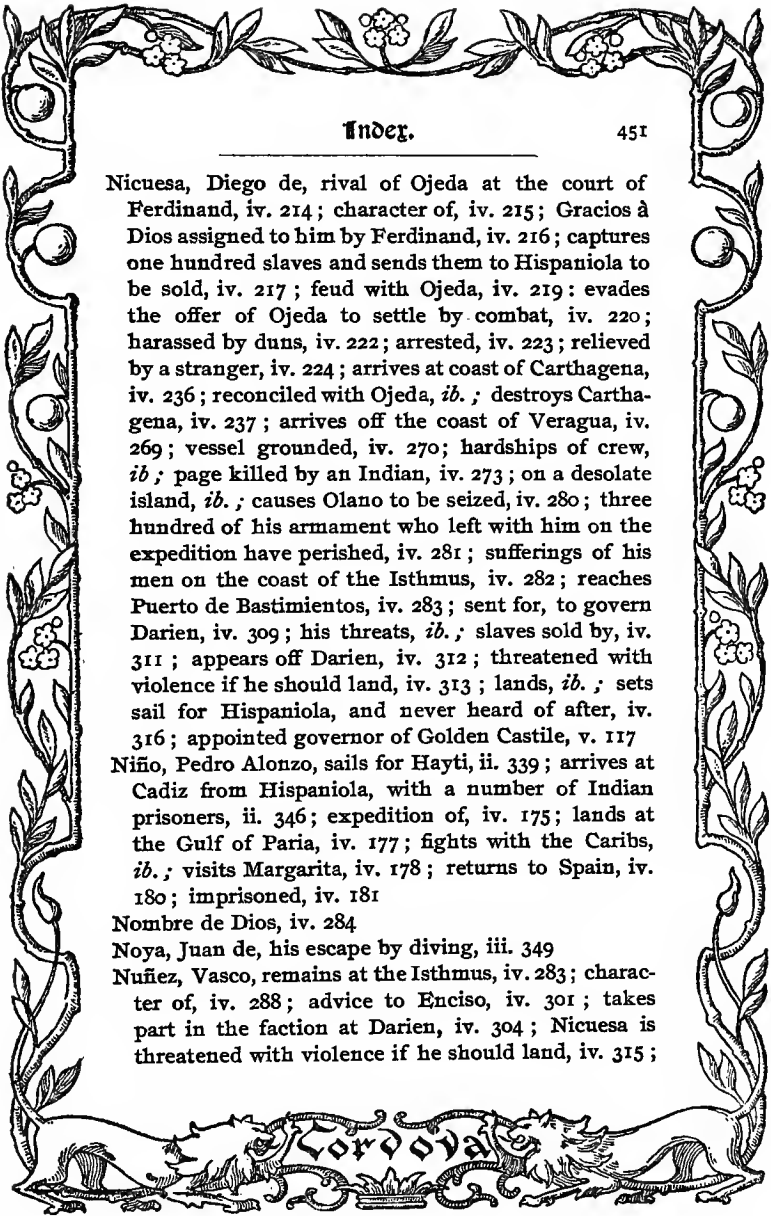 Index. 451
Nicuesa, Diego de, rival of Ojeda at the court of
Ferdinand, iv. 214 ; character of, iv. 215 ; Gracios à
Dios assigned to him by Ferdinand, iv. 216 ; captures
one hundred slaves and sends them to Hispaniola to
be sold, iv. 217 ; feud with Ojeda, iv. 219 : evades
the offer of Ojeda to settle by combat, iv. 220 ;
harassed by duns, iv. 222 ; arrested, iv. 223 ; relieved
by a stranger, iv. 224 ; arrives at coast of Carthagena,
iv. 236 ; reconciled with Ojeda, ib. ; destroys Cartha-
gena, iv. 237 ; arrives off the coast of Veragua, iv.
269 ; vessel grounded, iv. 270; hardships of crew,
ib ; page killed by an Indian, iv. 273 ; on a desolate
island, ib. ; causes Olano to be seized, iv. 280 ; three
hundred of his armament who left with him on the
expedition have perished, iv. 281 ; sufferings of his
men on the coast of the Isthmus, iv. 282 ; reaches
Puerto de Bastimientos, iv. 283 ; sent for, to govern
Darien, iv. 309 ; his threats, ib. ; slaves sold by, iv.
311 ; appears off Darien, iv. 312 ; threatened with
violence if he should land, iv. 313 ; lands, ib. ; sets
sail for Hispaniola, and never heard of after, iv.
316 ; appointed governor of Golden Castile, v. 117
Niño, Pedro Alonzo, sails for Hayti, ii. 339 ; arrives at
Cadiz from Hispaniola, with a number of Indian
prisoners, ii. 346 ; expedition of, iv. 175 ; lands at
the Gulf of Paria, iv. 177 ; fights with the Caribs,
ib. ; visits Margarita, iv. 178 ; returns to Spain, iv.
180 ; imprisoned, iv. 181
Nombre de Dios, iv. 284
Noya, Juan de, his escape by diving, iii. 349
Nuñez, Vasco, remains at the Isthmus, iv. 283 ; charac-
ter of, iv. 288 ; advice to Enciso, iv. 301 ; takes
part in the faction at Darien, iv. 304 ; Nicuesa is
threatened with violence if he should land, iv. 315 ;
Cordova